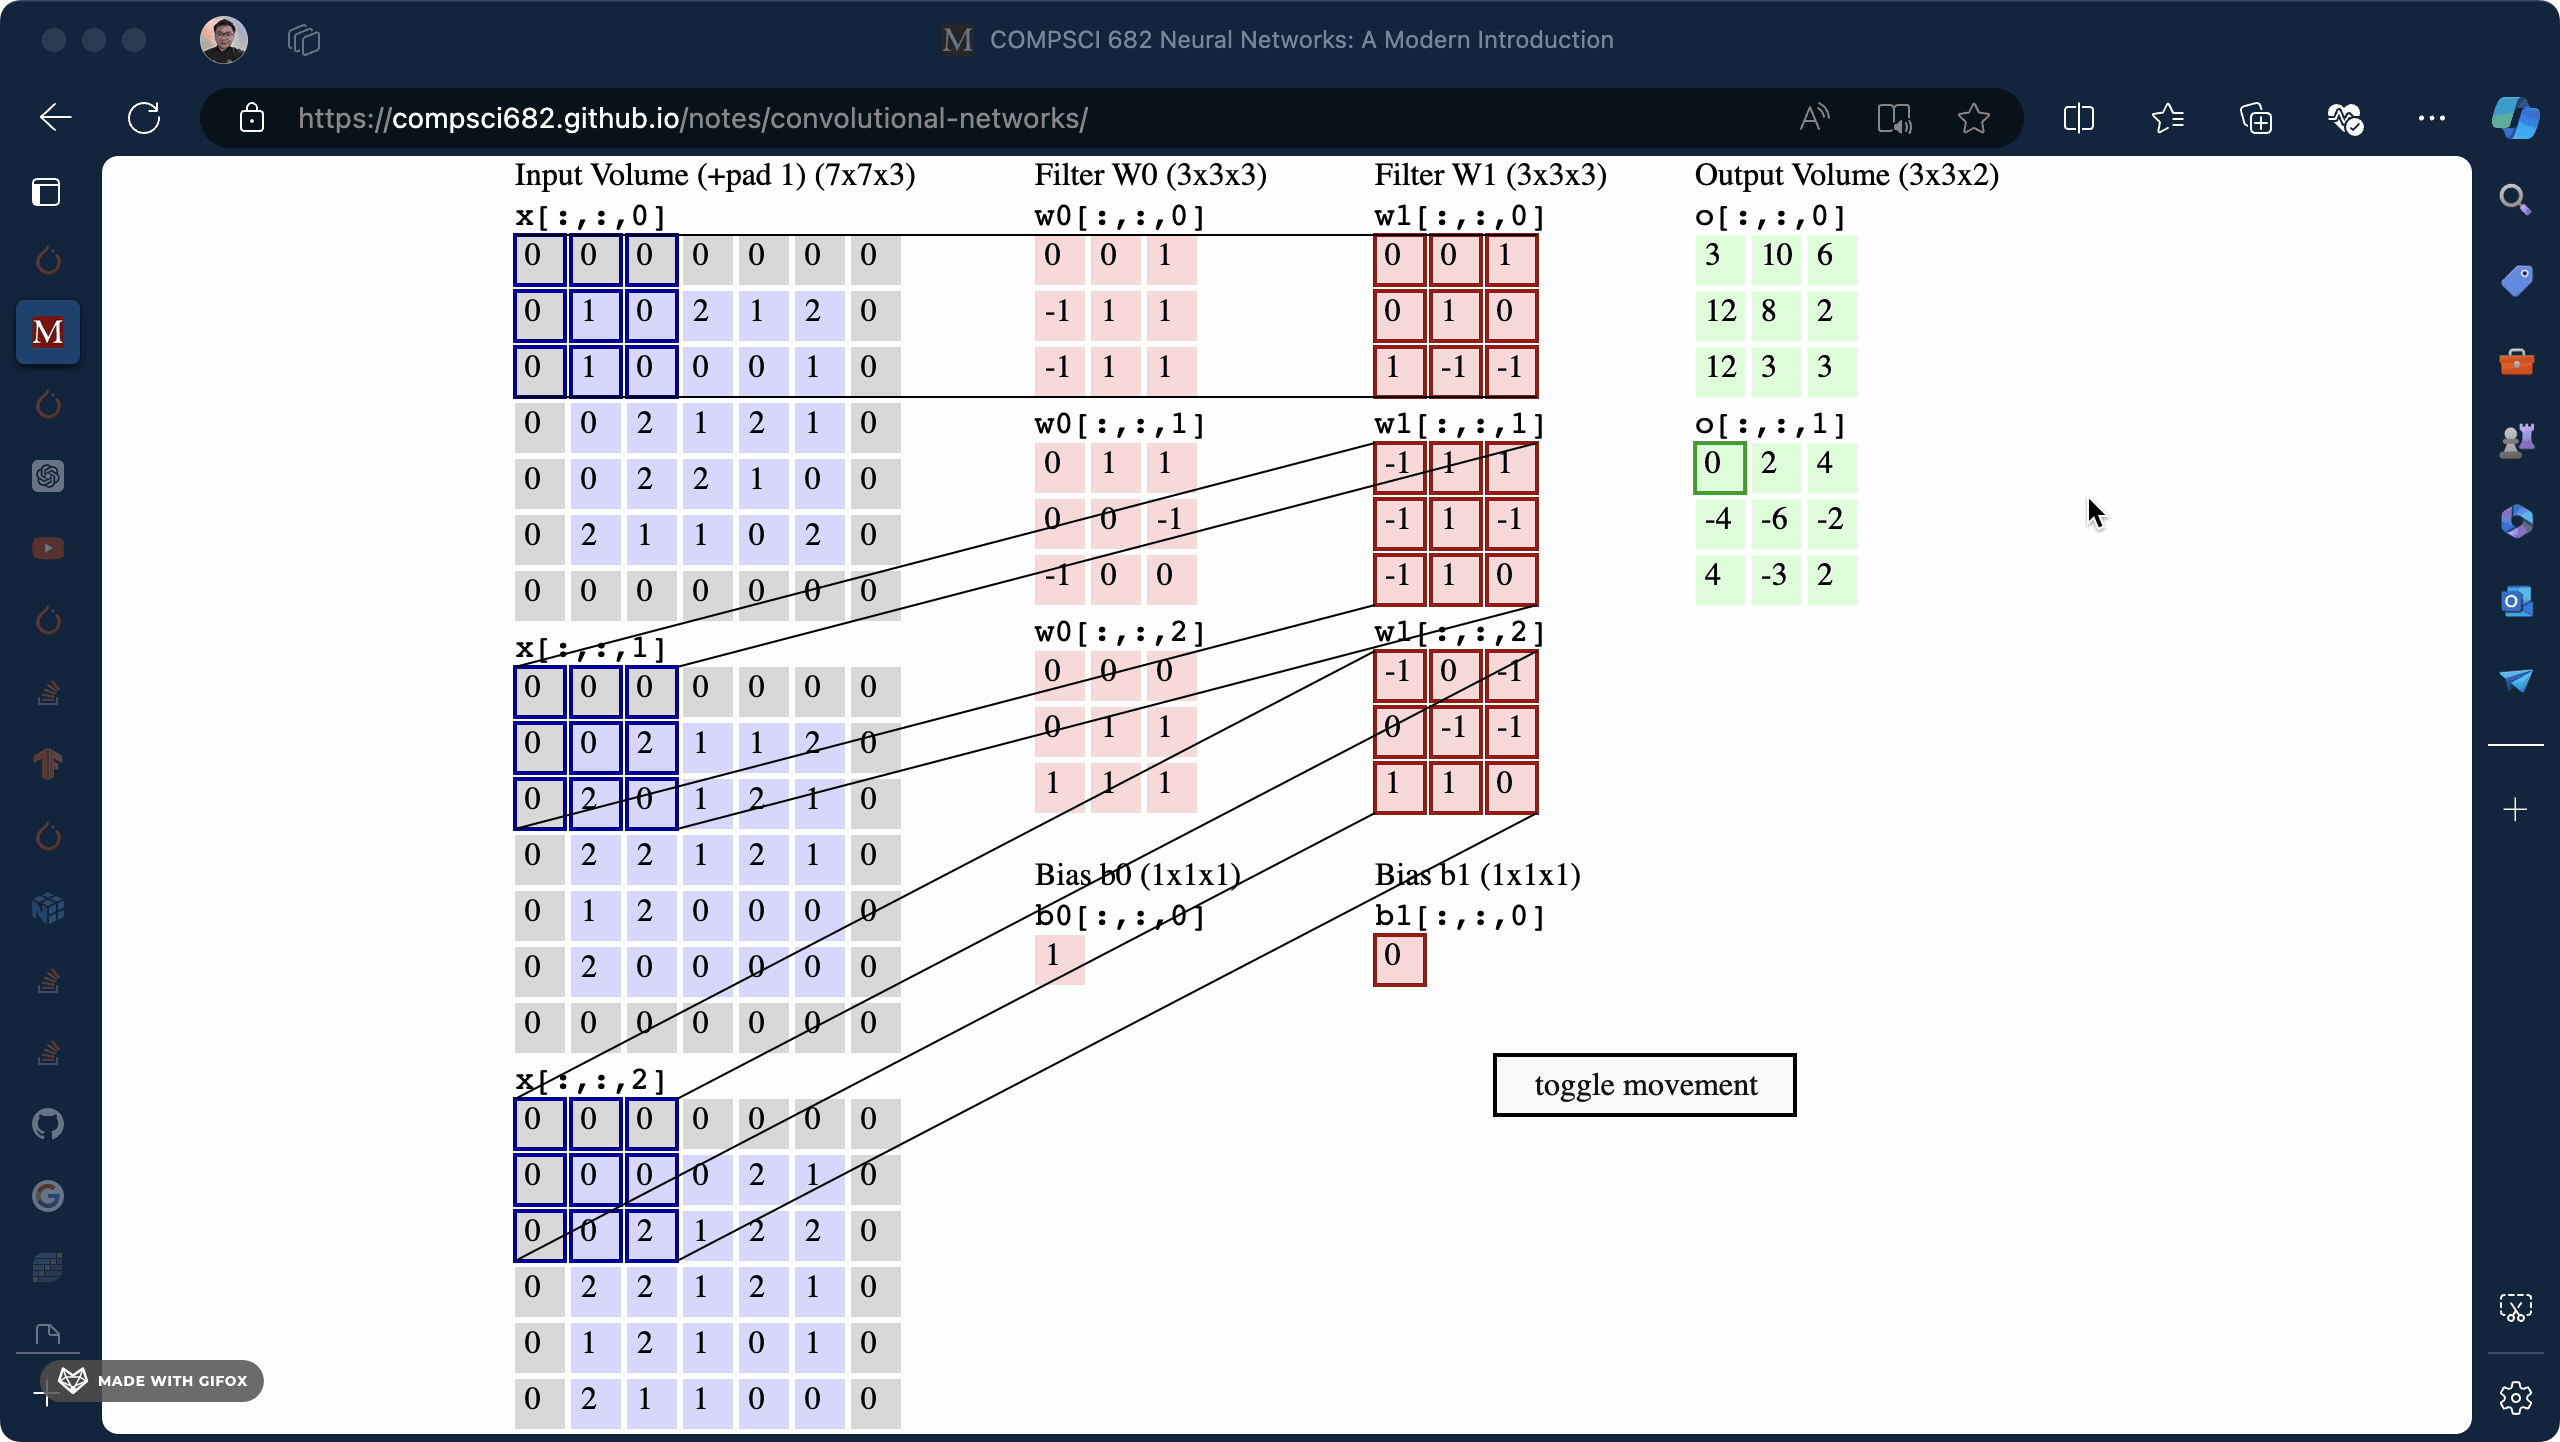 COMPSCI 682 Neural Networks: A Modern Introduction
https://compsci682.github.io/notes/convolutional-networks/
Input Volume (+pad 1) (7x7x3)
x[:,:,0]
0 0 0 0 0 0 0
0 1 0 2 1 2 0
0 1 0 0 0 1 0
0 0 2 1 2 1 0
0 0 2 2 1 0 0
0 2 1 1 0 2 0
0 0 0 0 0 0 0
x[:,:,1]
0 0 0 0 0 0 0
0 0 2 1 1 2 0
0 2 0 1 2 1 0
0 2 2 1 2 1 0
0 1 2 0 0 0 0
0 2 0 0 0 0 0
0 0 0 0 0 0 0
x[:,:,2]
0 0 0 0 0 0 0
0 0 0 0 2 1 0
0 0 2 1 2 2 0
0 2 2 1 2 1 0
0 1 2 1 0 1 0
0 2 1 1 0 0 0
Filter W0 (3x3x3)
w0[:,:,0]
0 0 1
-1 1 1
-1 1 1
w0[:,:,1]
0 1 1
0 0 -1
-1 0 0
w0[:,:,2]
0 0 0
0 1 1
1 1 1
Bias b0 (1x1x1)
b0[:,:,0]
1
Filter W1 (3x3x3)
w1[:,:,0]
0 0 1
0 1 0
1 -1 -1
w1[:,:,1]
-1 1 1
-1 1 -1
-1 1 0
w1[:,:,2]
-1 0 -1
0 -1 -1
1 1 0
Bias b1 (1x1x1)
b1[:,:,0]
0
Output Volume (3x3x2)
o[:,:,0]
3 10 6
12 8 2
12 3 3
o[:,:,1]
0 2 4
-4 -6 -2
4 -3 2
toggle movement
MADE WITH GIFOX